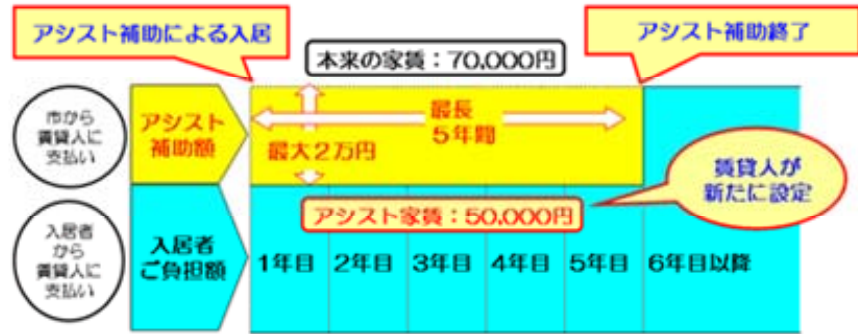 アシスト補助による入居
アシスト補助終了
本来の家賃：70,000円
市から
賃貸人に
支払い
アシスト
補助額
最長
5年間
最大2万円
賃貸人が
新たに設定
アシスト家賃：50,000円
入居者
から
賃貸人に
支払い
入居者
ご負担額
1年目
2年目
3年目
4年目
5年目
6年目以降